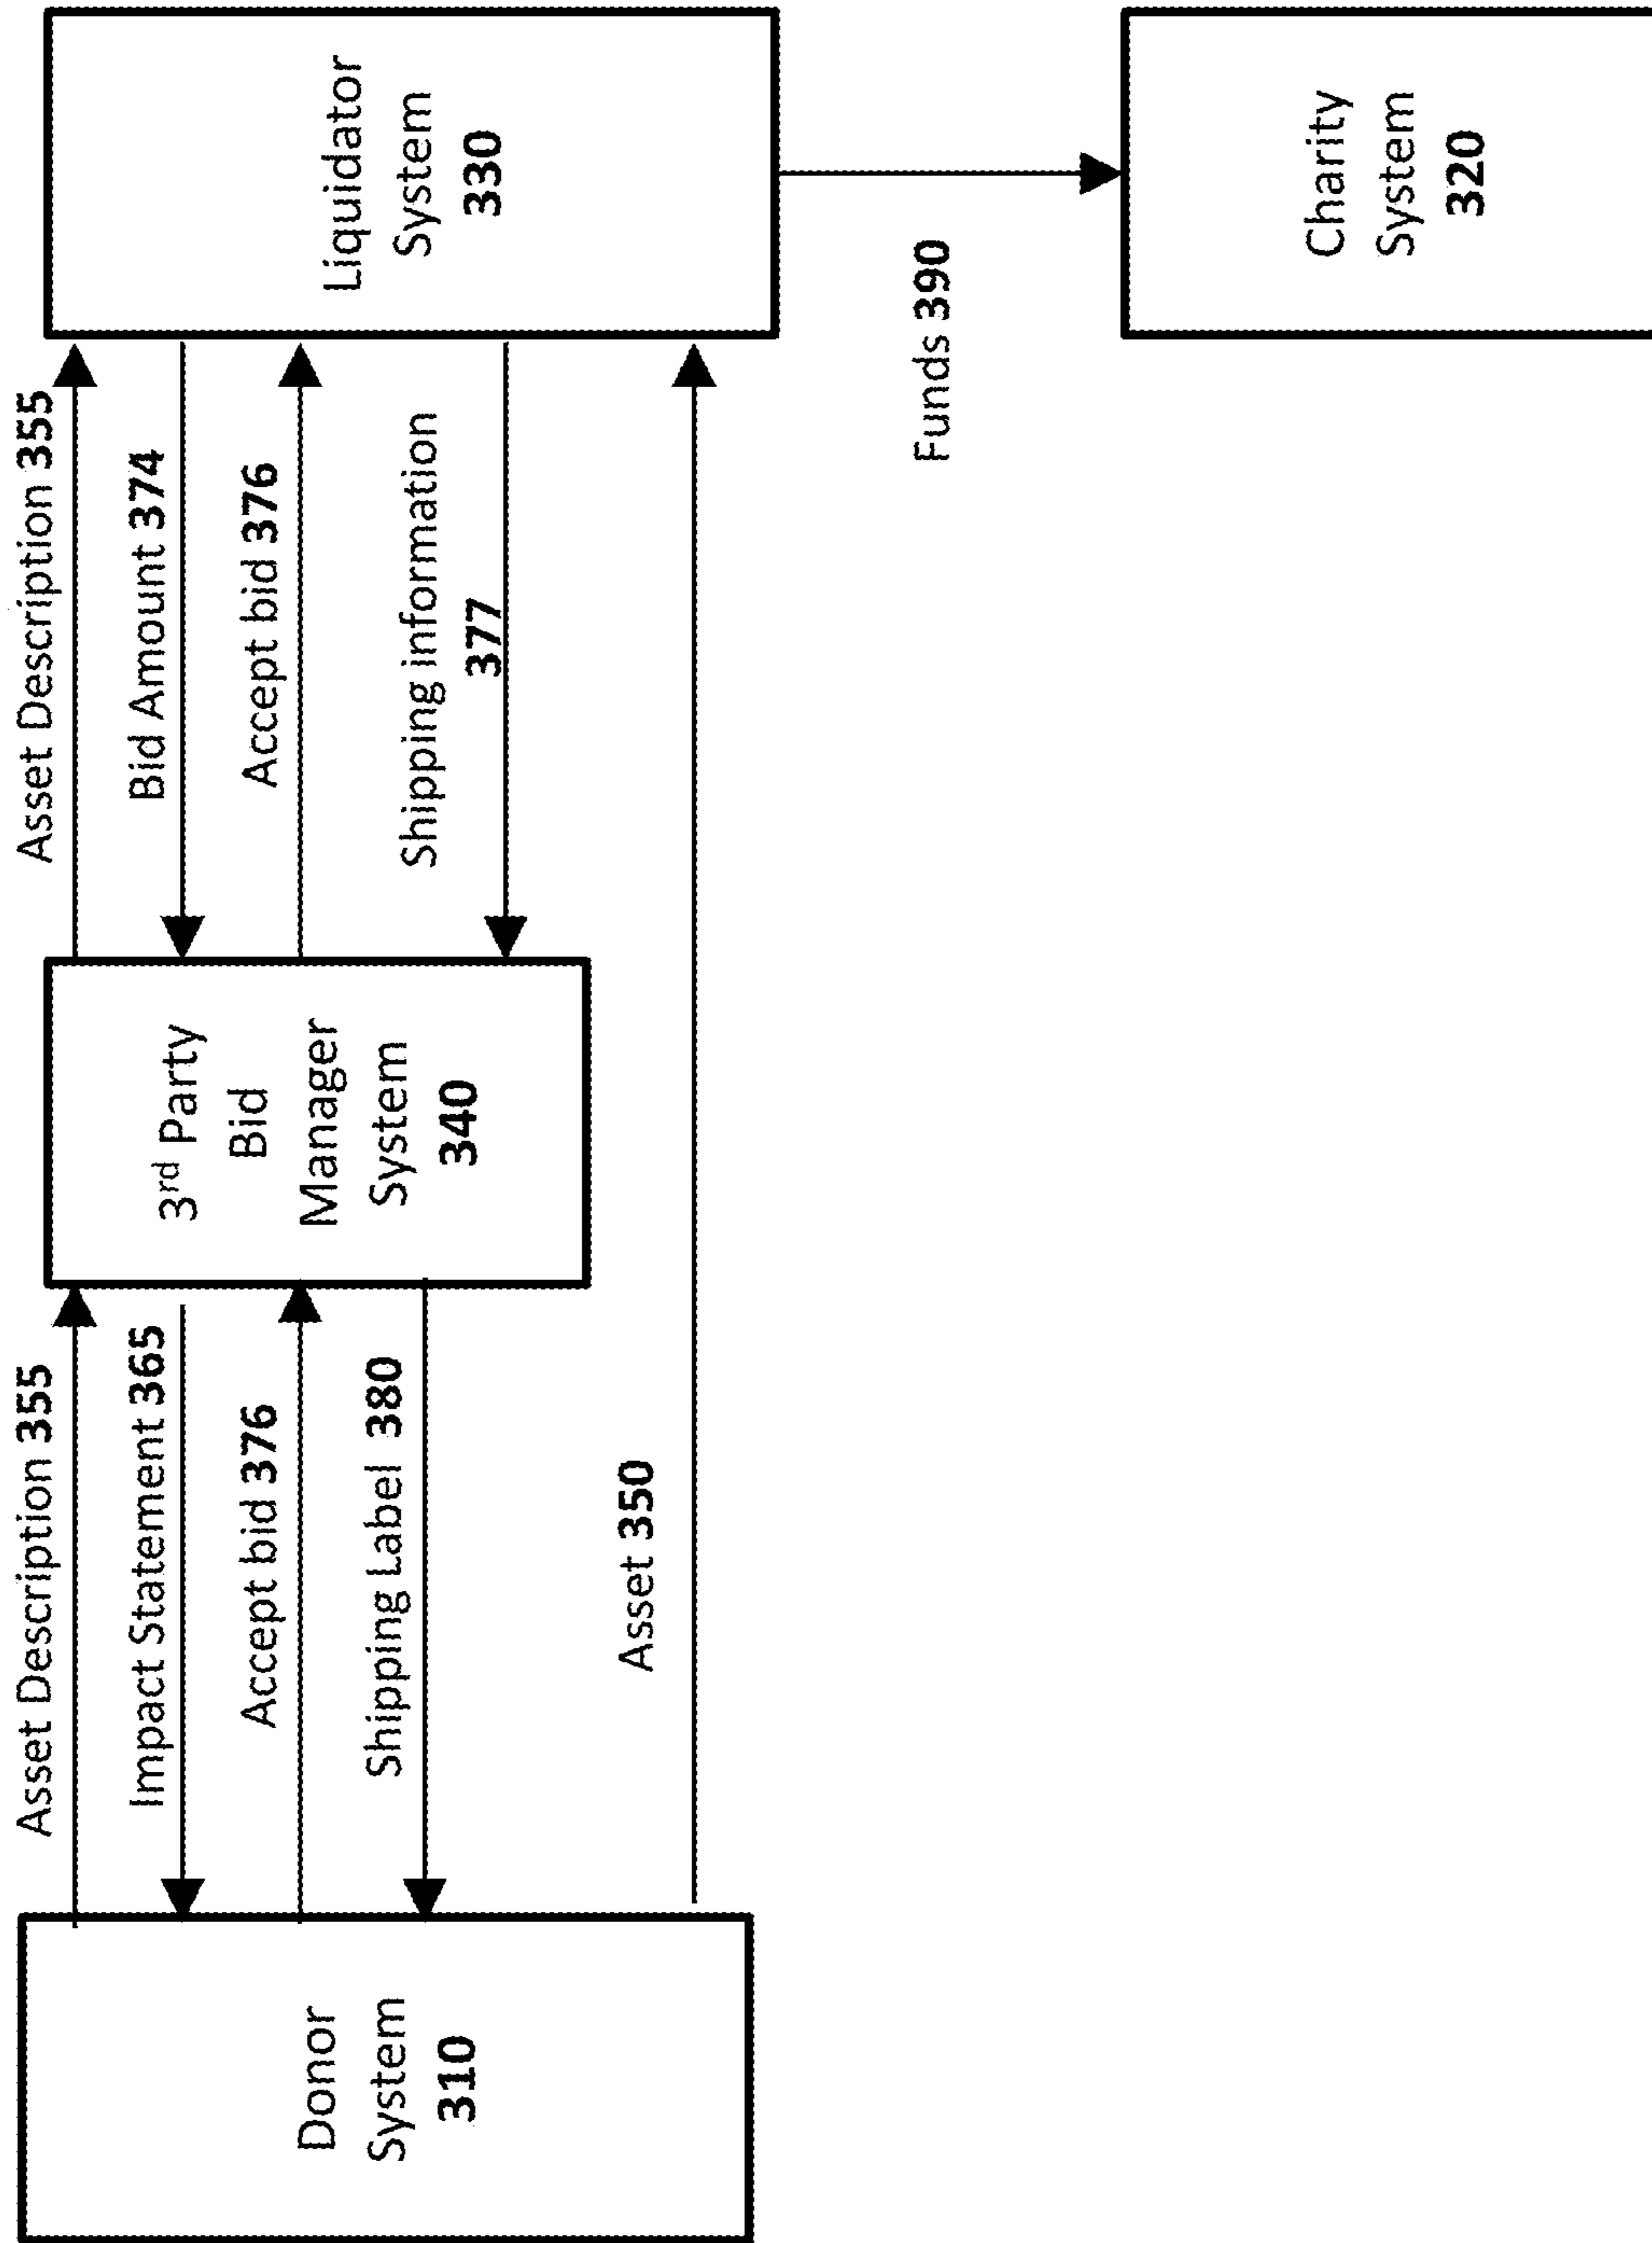 Donor
System
310
Asset Description 355
Impact Statement 365
Accept bid 376
Shipping Label 380
Asset 350
3rd Party
Bid
Manager
System
340
Asset Description 355
Bid Amount 374
Accept bid 376
Shipping information
377
Liquidator
System
330
Funds 390
Charity
System
320